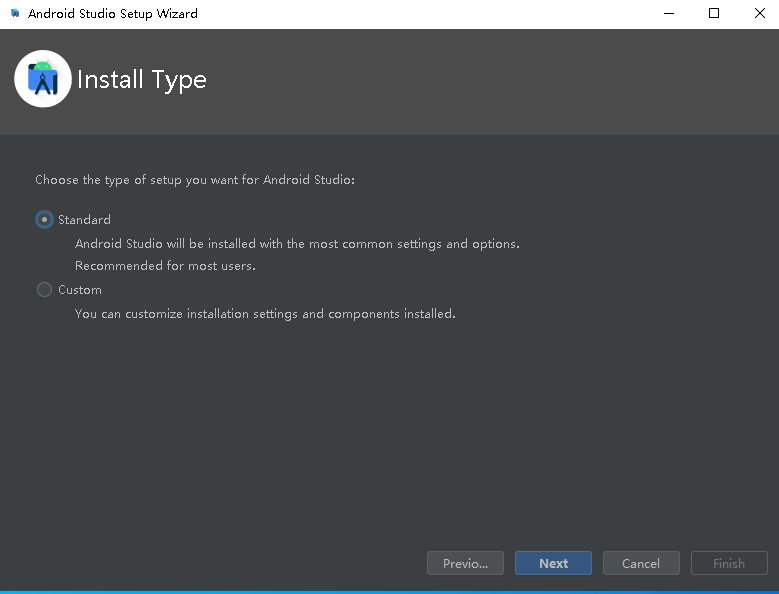 Android Studio Setup Wizard
Install Type
Choose the type of setup you want for Android Studio:
Standard
Android Studio will be installed with the most common settings and options.
Recommended for most users.
Custom
You can customize installation settings and components installed.
Previo... Next Cancel Finish